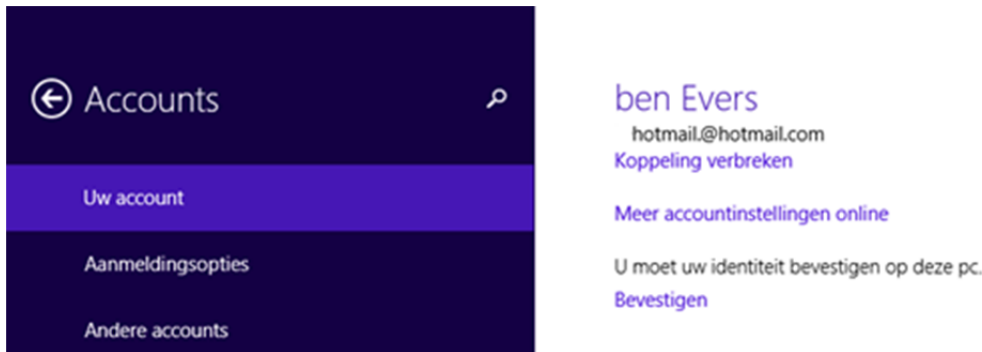 Accounts
Uw account
Aanmeldingsopties
Andere accounts
ben Evers
hotmail.@hotmail.com
Koppeling verbreken
Meer accountinstellingen online
U moet uw identiteit bevestigen op deze pc.
Bevestigen